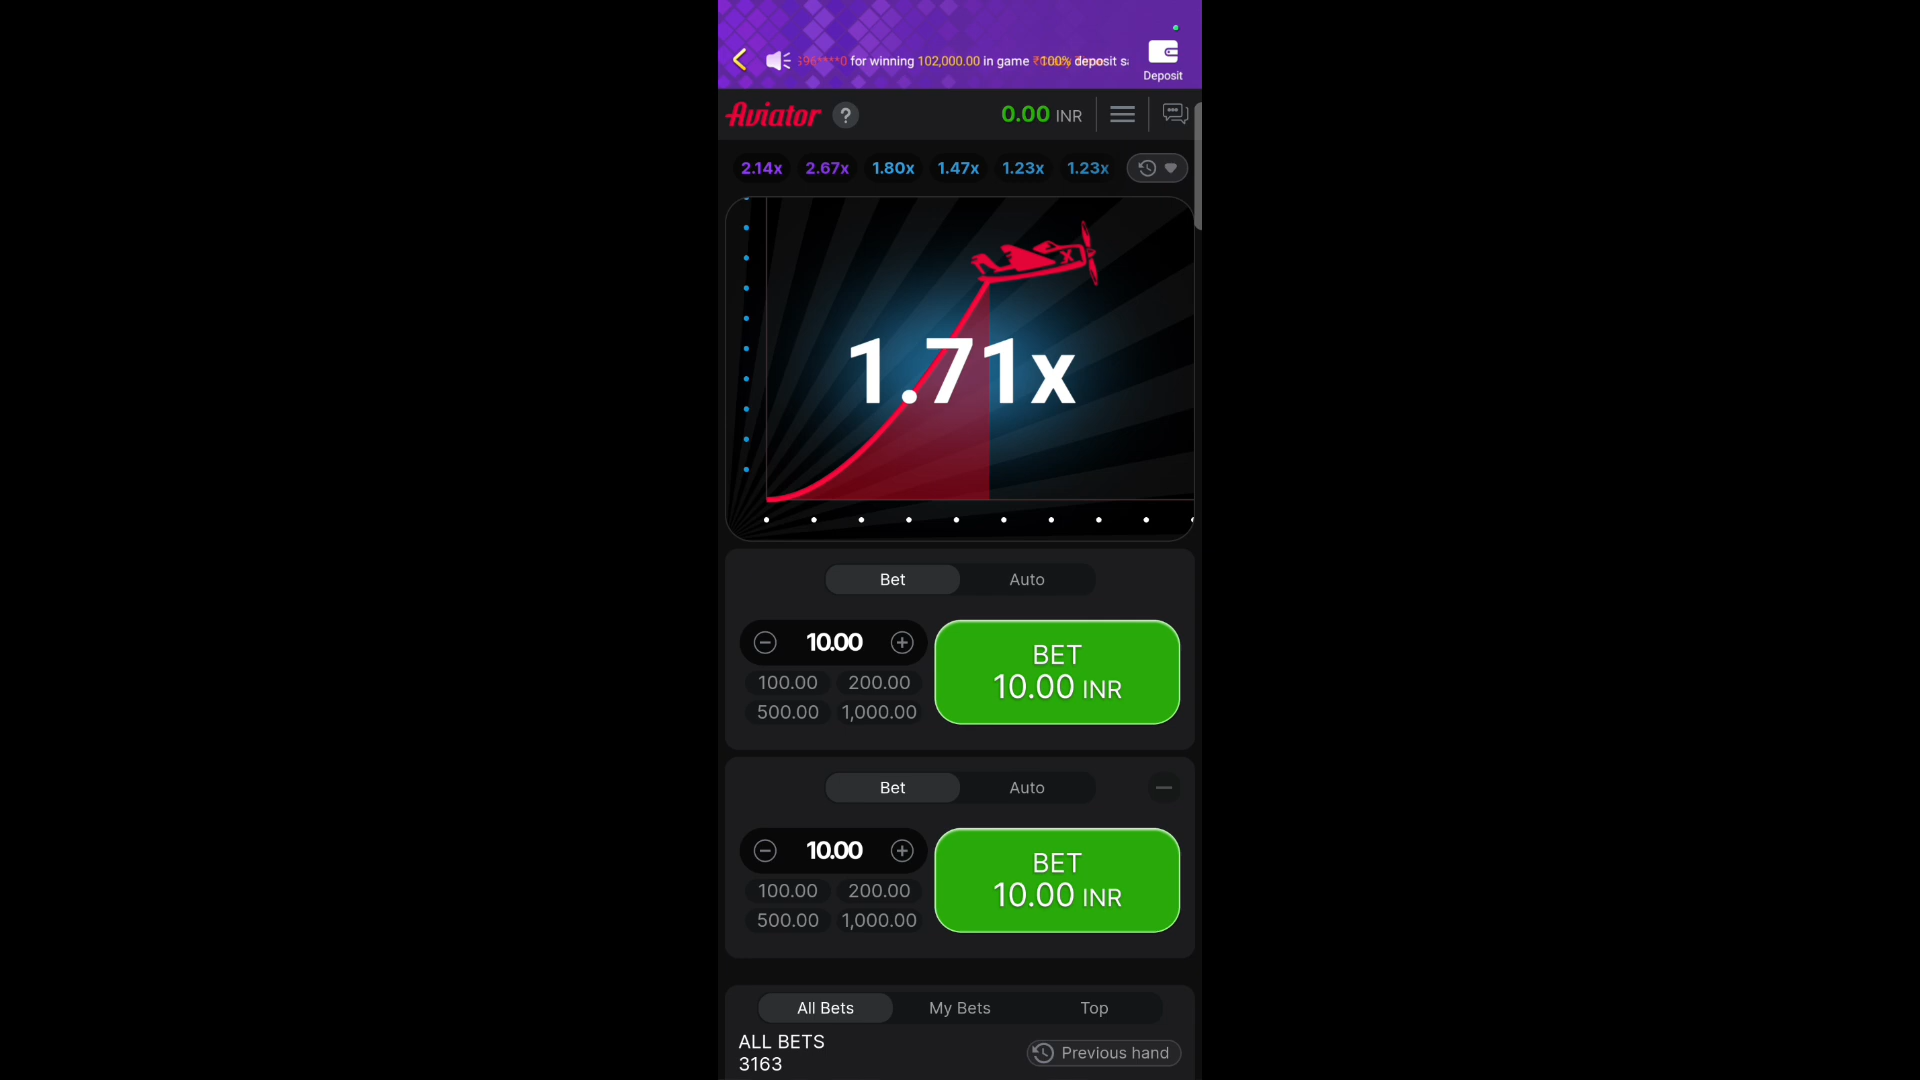 for winning 102,000.00 in game deposit
Deposit
Aviator ? 0.00 INR
2.14x 2.67x 1.80x 1.47x 1.23x 1.23x
1.71x
Bet Auto
10.00
100.00 200.00
500.00 1,000.00
BET
10.00 INR
Bet Auto
10.00
100.00 200.00
500.00 1,000.00
BET
10.00 INR
All Bets My Bets Top
ALL BETS
3163
Previous hand